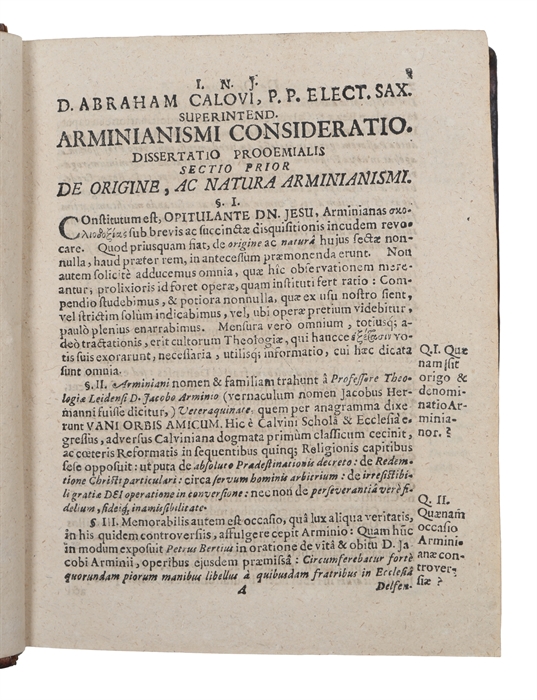 I. N. J.
D. ABRAHAM CALOVI, P. P. ELECT. SAX.
SUPERINTEND.
ARMINIANISMI CONSIDERATIO.
DISSERTATIO PROOEMIALIS
SECTIO PRIOR
DE ORIGINE, AC NATURA ARMINIANISMI.
§ I.
COnstitutum est, OPITULANTE DN. JESU, Arminianas σκο-
λιοδοξίας sub brevis ac succinctæ disquisitionis incudem revo-
care. Quod priusquam fiat, de origine ac naturâ hujus sectæ non-
nulla, haud præter rem, in antecessum præmonenda erunt. Non
autem solicitè adducemus omnia, quæ hîc observationem mere-
antur; prolixioris id foret operæ, quam instituti fert ratio: Com-
pendio studebimus, & potiora nonnulla, quæ ex usu nostro sient,
vel strictim solùm indicabimus, vel, ubi operæ pretium videbitur,
paulò plenius enarrabimus. Mensura verò omnium, totiusq; a-
deò tractationis, erit cultorum Theologiæ, qui hancce ἐξέτασιν vo-
tis suis exorarunt, necessaria, utilisq; informatio, cui hæc dicata
sunt omnia.
§. II. Arminiani nomen & familiam trahunt à Professore Theo-
logiæ Leidensi D. Jacobo Arminio (vernaculum nomen Jacobus Her-
manni fuisse dicitur,) Veteraquinate quem per anagramma dixe
runt VANI ORBIS AMICUM. Hic è Calvini Scholâ & Ecclesiâ e-
gressus, adversus Calviniana dogmata primum classicum cecinit,
ac cœteris Reformatis in sequentibus quinq; Religionis capitibus
sese opposuit: ut puta de absoluto Prædestinationis decreto: de Redem-
tione Christi particulari: circa servum hominis arbitrium: de irresistibi-
li gratiæ DEI operatione in conversione: nec non de perseverantiâ verè fi-
delium, fideiq, inamissibilitate.
§ III. Memorabilis autem est occasio, quâ lux aliqua veritatis,
in his quidem controversiis, affulgere cepit Arminio: Quam hũc
in modum exposuit Petrus Bertius in oratione de vitâ & obitu D. Ja-
cobi Arminii, operibus ejusdem præmissâ: Circumferebatur fortè
quorundam piorum manibus libellus à quibusdam fratribus in Ecclesiâ
A
Delfen-
Q. I. Quæ
nam sit
origo &
denomi-
natio Ar-
minia-
nor. ?
Q. II.
Quænam
occasio
Armini-
anæ con-
trover-
siæ ?